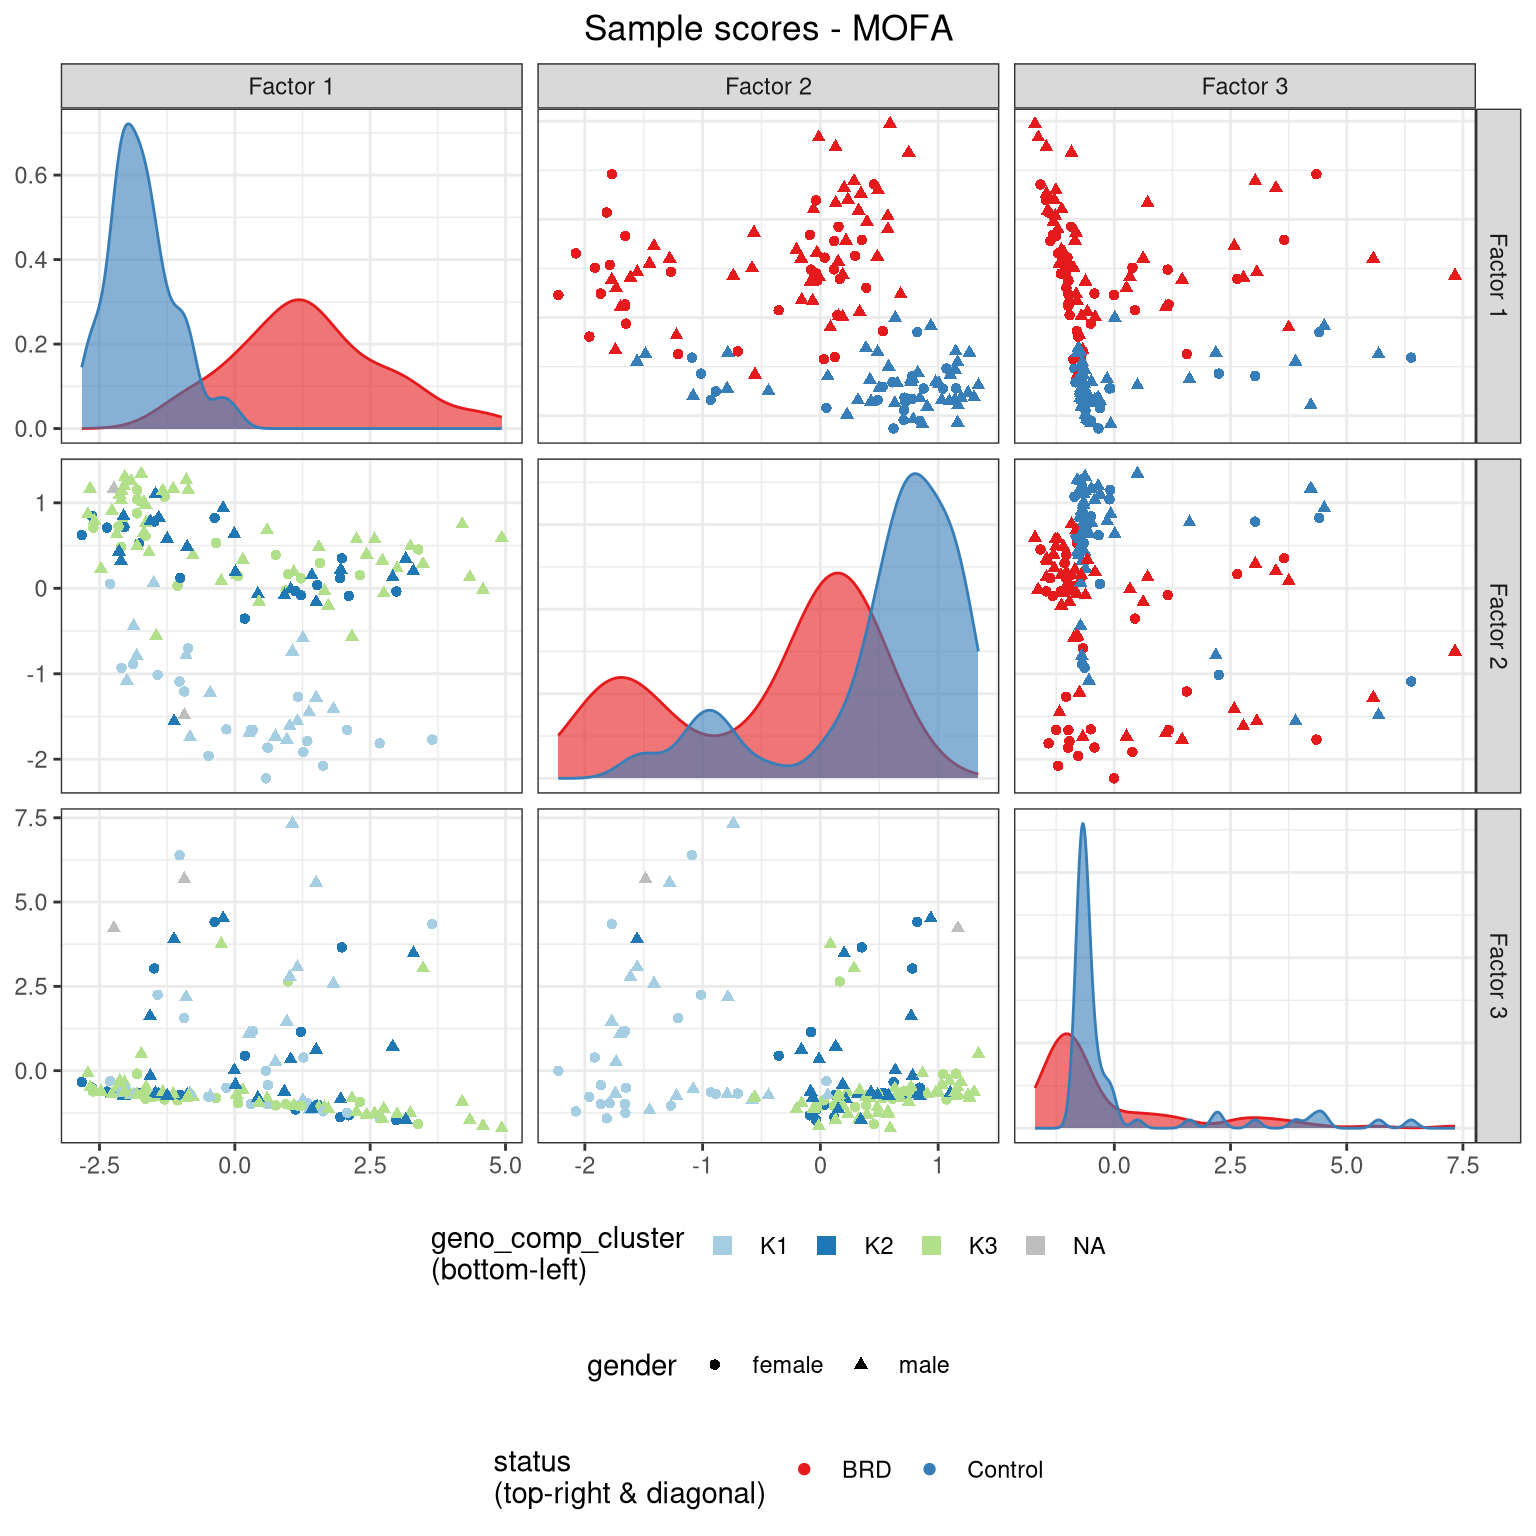 Sample scores - MOFA
Factor 1
Factor 2
Factor 3
0.6
0.4
0.2
0.0
Factor 1
1
0
-1
-2
Factor 2
7.5
5.0
2.5
0.0
Factor 3
-2.5 0.0 2.5 5.0
-2 -1 0 1
0.0 2.5 5.0 7.5
geno_comp_cluster
(bottom-left)
K1 K2 K3 NA
gender female male
status
(top-right & diagonal)
BRD Control